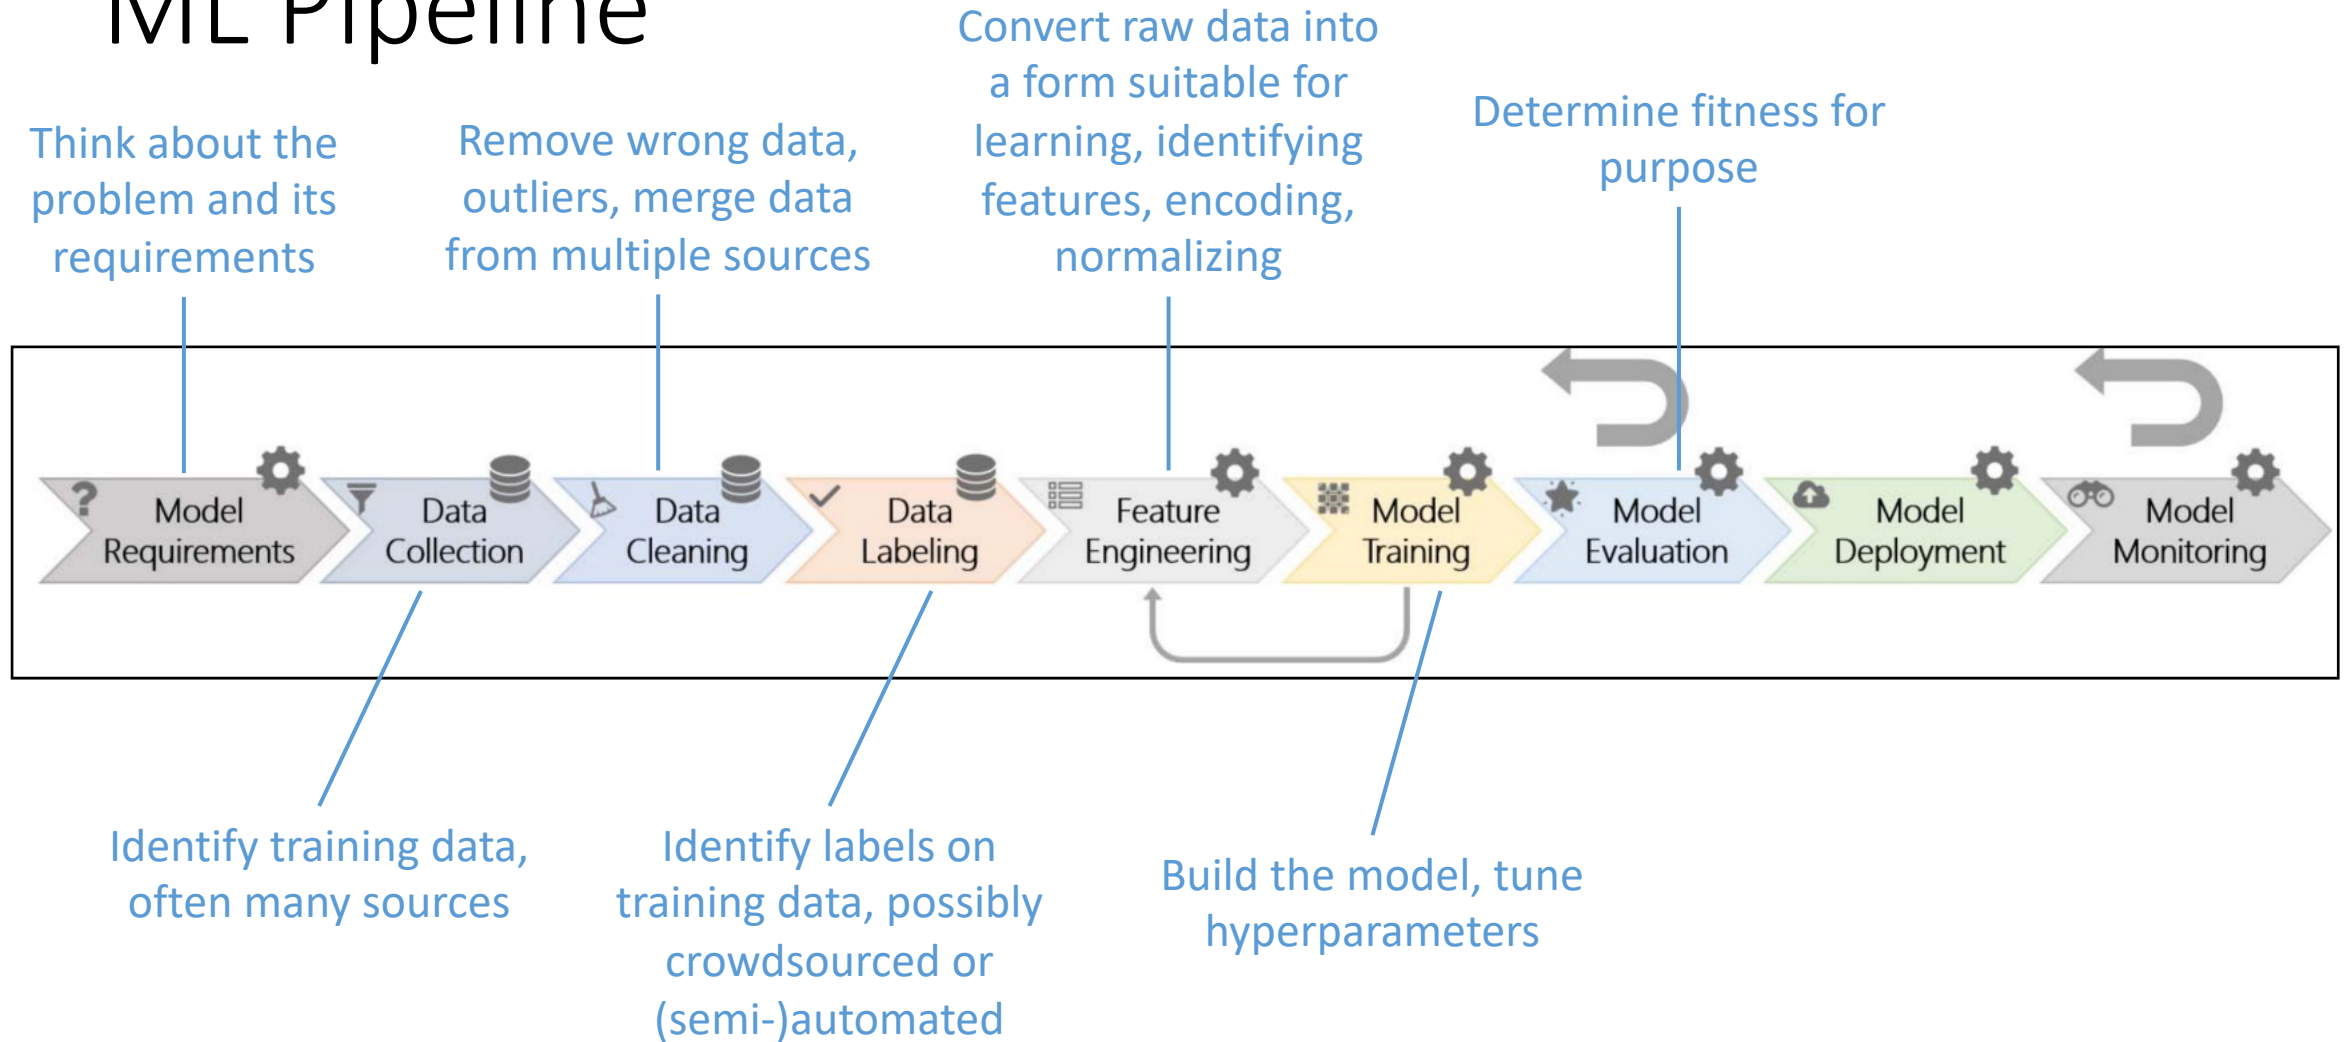 ML Pipeline
Think about the
problem and its
requirements
Remove wrong data,
outliers, merge data
from multiple sources
Convert raw data into
a form suitable for
learning, identifying
features, encoding,
normalizing
Determine fitness for
purpose
?
Model
Requirements
Data
Collection
Data
Cleaning
Data
Labeling
Feature
Engineering
Model
Training
Model
Evaluation
Model
Deployment
Model
Monitoring
Identify training data,
often many sources
Identify labels on
training data, possibly
crowdsourced or
(semi-)automated
Build the model, tune
hyperparameters